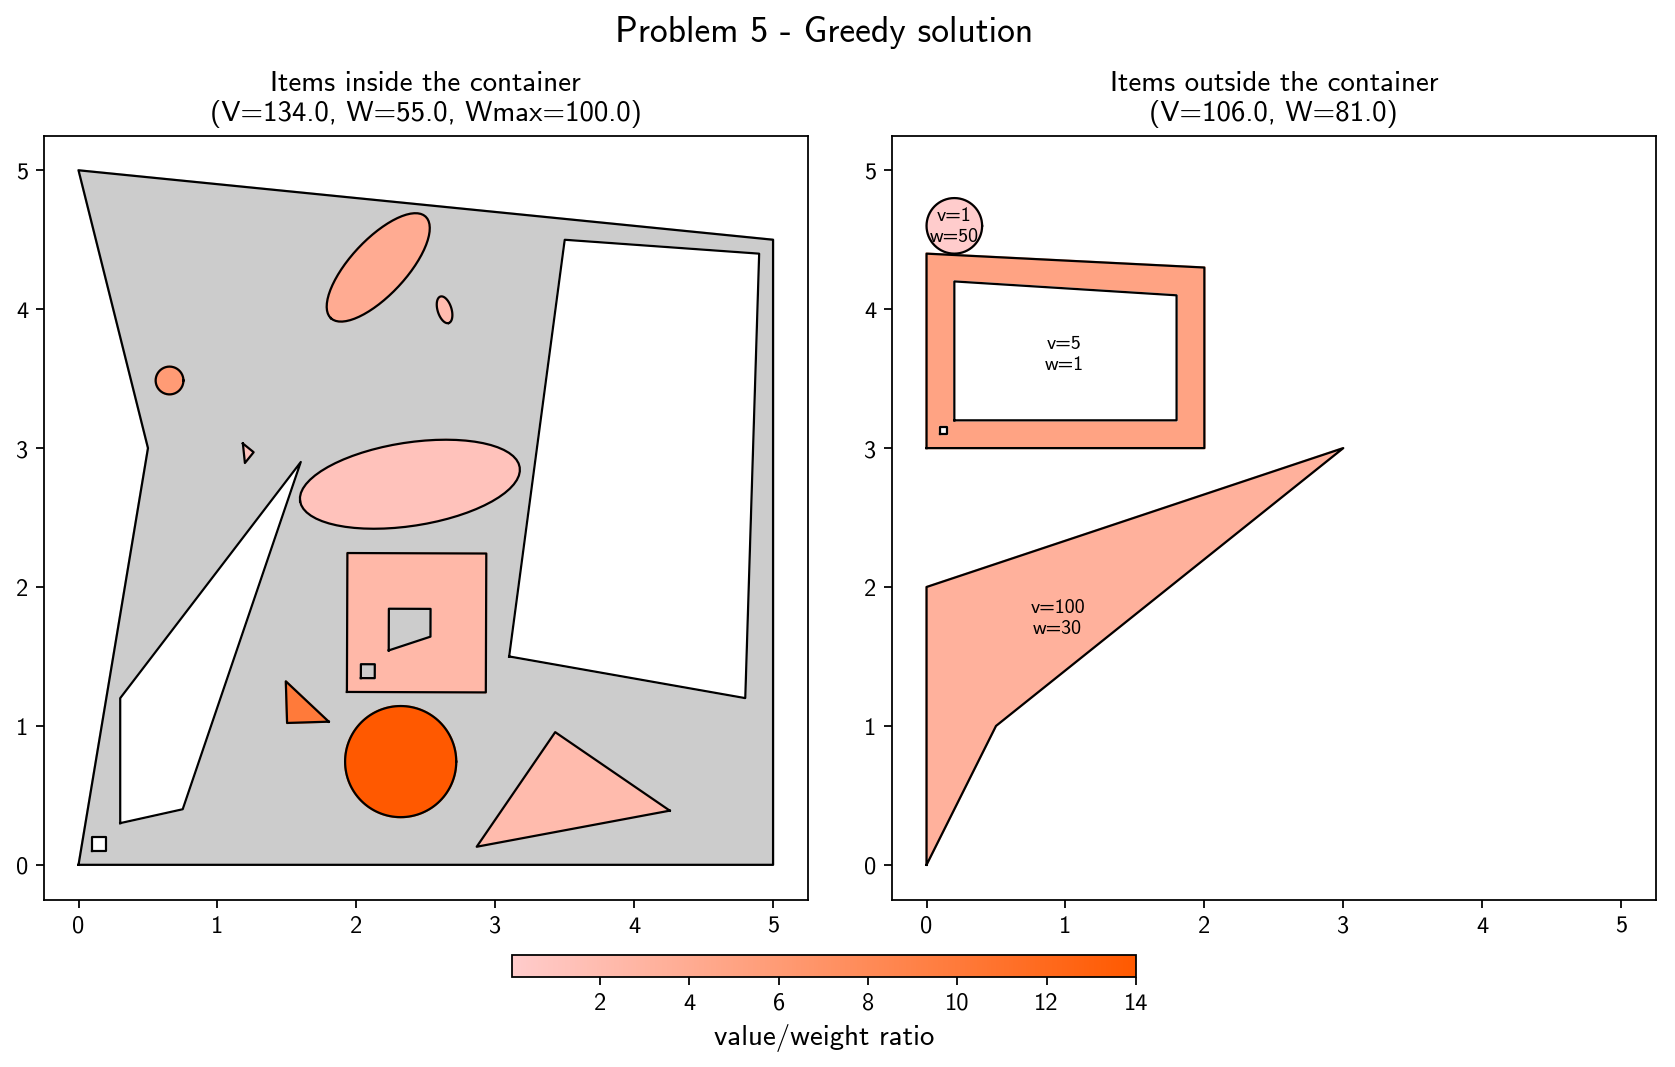 Problem 5 - Greedy solution
Items inside the container
(V=134.0, W=55.0, Wmax=100.0)
5
4
3
2
1
0
0 1 2 3 4 5
Items outside the container
(V=106.0, W=81.0)
5
4
3
2
1
0
v=1
w=50
v=5
w=1
v=100
w=30
0 1 2 3 4 5
2 4 6 8 10 12 14
value/weight ratio